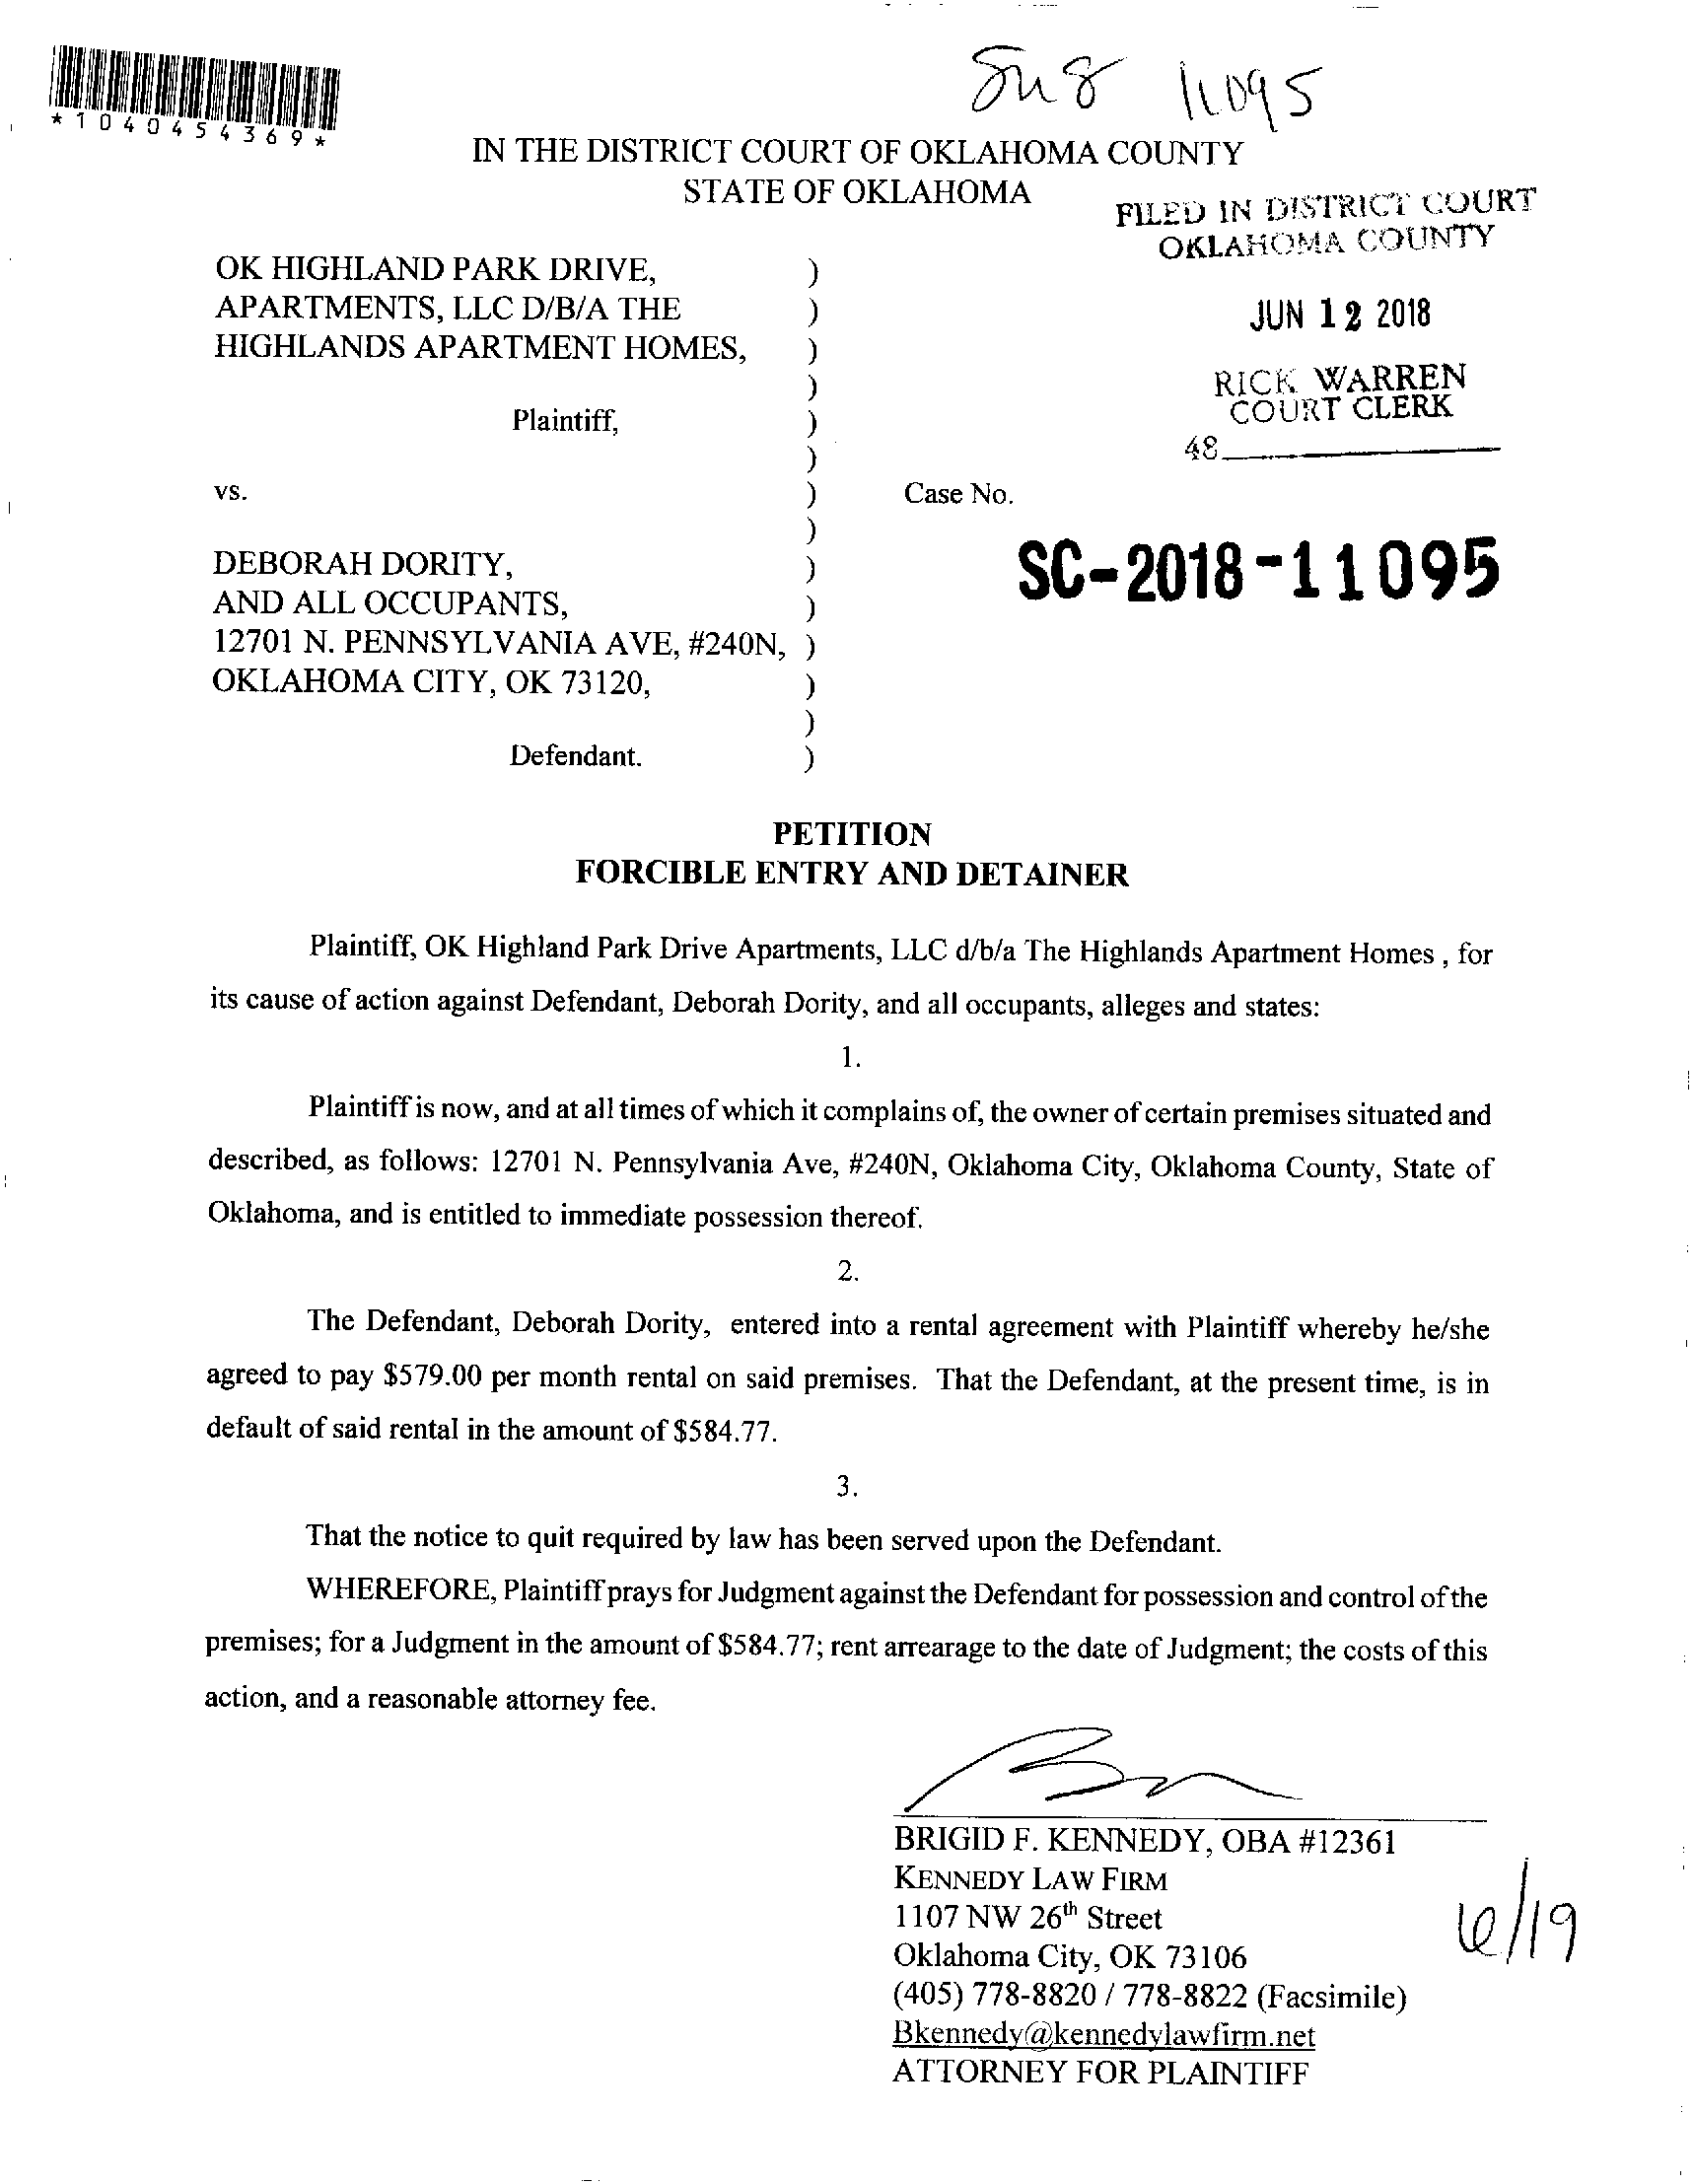 *1040454369*
11095
IN THE DISTRICT COURT OF OKLAHOMA COUNTY
STATE OF OKLAHOMA
FILED IN DISTRICT COURT
OKLAHOMA COUNTY
JUN 12 2018
RICK WARREN
COURT CLERK
48
OK HIGHLAND PARK DRIVE, )
APARTMENTS, LLC D/B/A THE )
HIGHLANDS APARTMENT HOMES, )
)
Plaintiff, )
)
vs. ) Case No.
)
DEBORAH DORITY, ) SC-2018-11095
AND ALL OCCUPANTS, )
12701 N. PENNSYLVANIA AVE, #240N, )
OKLAHOMA CITY, OK 73120, )
)
Defendant. )
PETITION
FORCIBLE ENTRY AND DETAINER
Plaintiff, OK Highland Park Drive Apartments, LLC d/b/a The Highlands Apartment Homes , for
its cause of action against Defendant, Deborah Dority, and all occupants, alleges and states:
1.
Plaintiff is now, and at all times of which it complains of, the owner of certain premises situated and
described, as follows: 12701 N. Pennsylvania Ave, #240N, Oklahoma City, Oklahoma County, State of
Oklahoma, and is entitled to immediate possession thereof.
2.
The Defendant, Deborah Dority, entered into a rental agreement with Plaintiff whereby he/she
agreed to pay $579.00 per month rental on said premises. That the Defendant, at the present time, is in
default of said rental in the amount of $584.77.
3.
That the notice to quit required by law has been served upon the Defendant.
WHEREFORE, Plaintiff prays for Judgment against the Defendant for possession and control of the
premises; for a Judgment in the amount of $584.77; rent arrearage to the date of Judgment; the costs of this
action, and a reasonable attorney fee.
BRIGID F. KENNEDY, OBA #12361
KENNEDY LAW FIRM
1107 NW 26th Street
Oklahoma City, OK 73106
(405) 778-8820 / 778-8822 (Facsimile)
Bkennedy@kennedylawfirm.net
ATTORNEY FOR PLAINTIFF
6/19